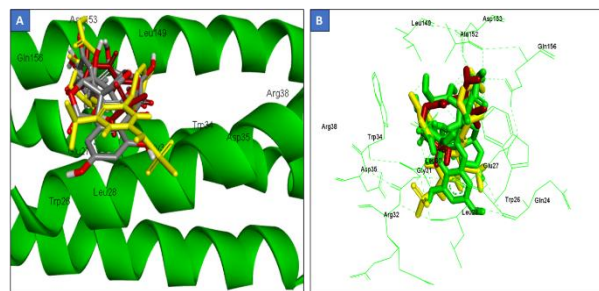 A
Asp153
Leu149
Gln156
Arg38
Trp34
Asp35
Leu28
Trp26
B
Asp153
Leu149
Ala152
Gln156
Arg38
Trp34
Glu27
Gly31
Asp35
Trp26
Gln24
Arg32